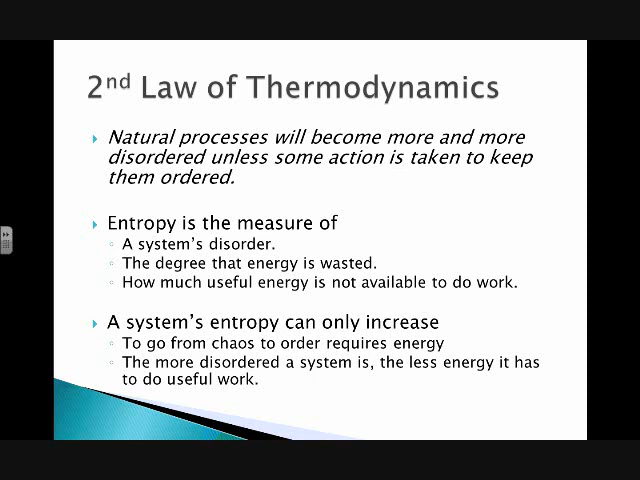 2nd Law of Thermodynamics
Natural processes will become more and more
disordered unless some action is taken to keep
them ordered.
Entropy is the measure of
A system's disorder.
The degree that energy is wasted.
How much useful energy is not available to do work.
A system's entropy can only increase
To go from chaos to order requires energy
The more disordered a system is, the less energy it has
to do useful work.